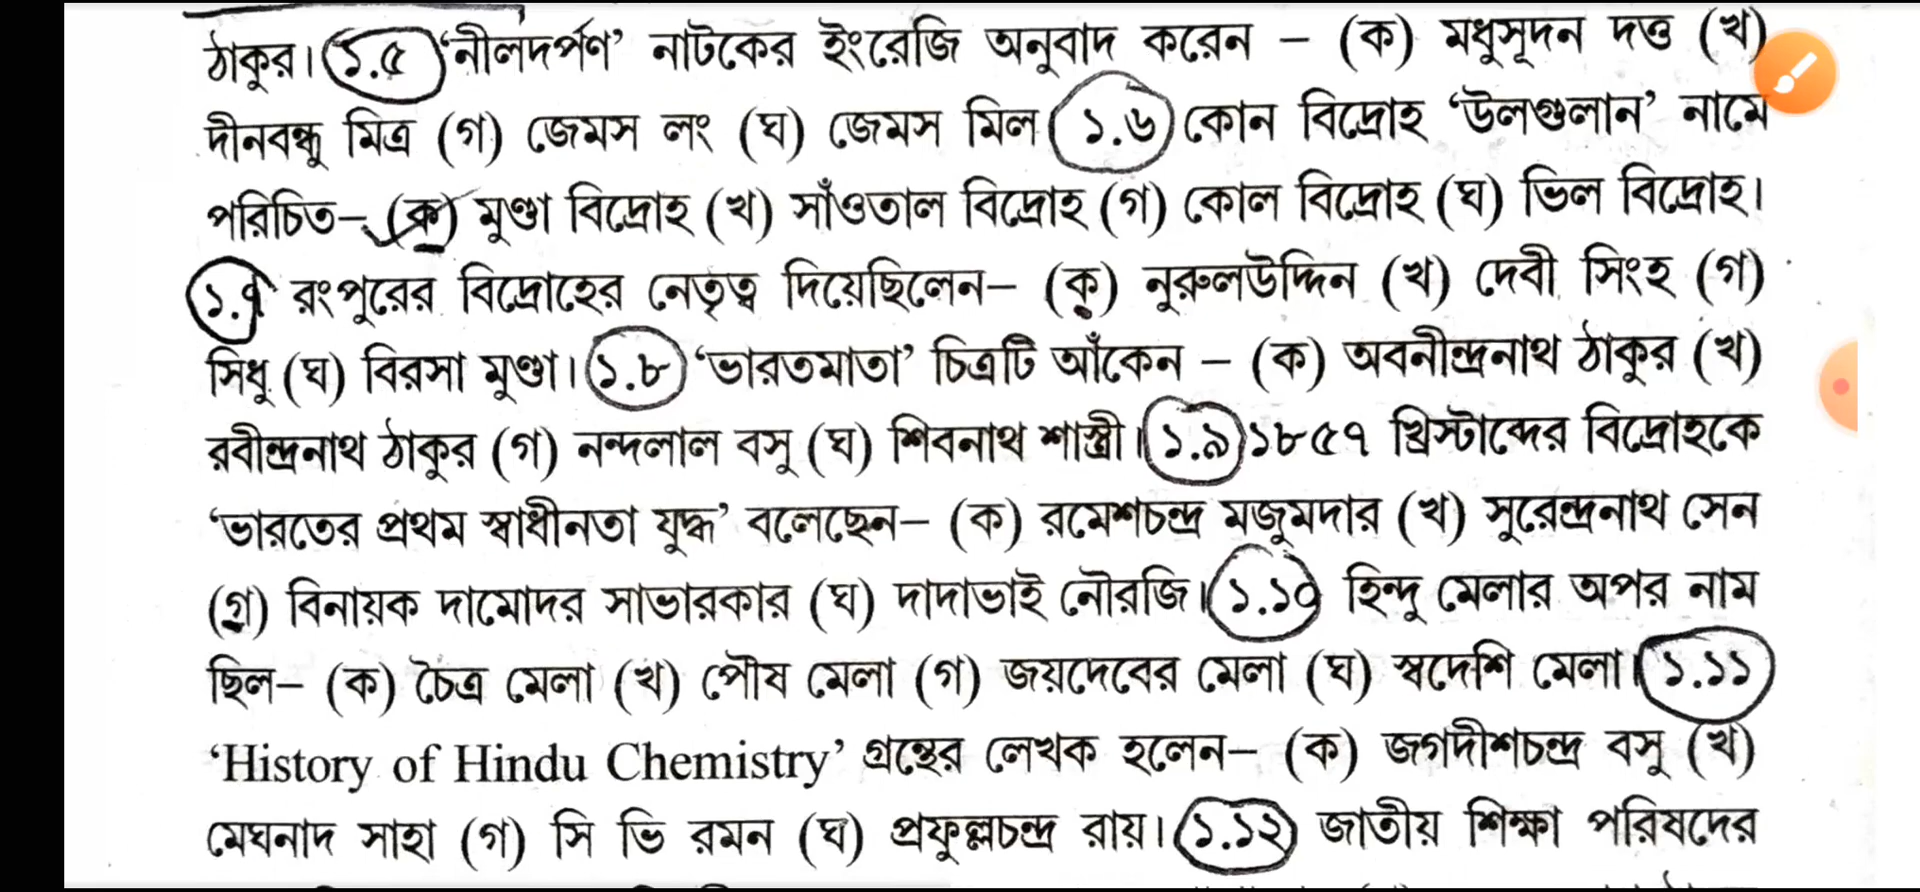 ঠাকুর। ১.৫ ‘নীলদর্পণ’ নাটকের ইংরেজি অনুবাদ করেন – (ক) মধুসূদন দত্ত (খ)
দীনবন্ধু মিত্র (গ) জেমস লং (ঘ) জেমস মিল ১.৬ কোন বিদ্রোহ ‘উলগুলান’ নামে
পরিচিত– (ক) মুণ্ডা বিদ্রোহ (খ) সাঁওতাল বিদ্রোহ (গ) কোল বিদ্রোহ (ঘ) ভিল বিদ্রোহ।
১.৭ রংপুরের বিদ্রোহের নেতৃত্ব দিয়েছিলেন– (ক) নুরুলউদ্দিন (খ) দেবী সিংহ (গ)
সিধু (ঘ) বিরসা মুণ্ডা। ১.৮ ‘ভারতমাতা’ চিত্রটি আঁকেন – (ক) অবনীন্দ্রনাথ ঠাকুর (খ)
রবীন্দ্রনাথ ঠাকুর (গ) নন্দলাল বসু (ঘ) শিবনাথ শাস্ত্রী। ১.৯ ১৮৫৭ খ্রিস্টাব্দের বিদ্রোহকে
‘ভারতের প্রথম স্বাধীনতা যুদ্ধ’ বলেছেন– (ক) রমেশচন্দ্র মজুমদার (খ) সুরেন্দ্রনাথ সেন
(গ) বিনায়ক দামোদর সাভারকার (ঘ) দাদাভাই নৌরজি। ১.১০ হিন্দু মেলার অপর নাম
ছিল– (ক) চৈত্র মেলা (খ) পৌষ মেলা (গ) জয়দেবের মেলা (ঘ) স্বদেশি মেলা। ১.১১
‘History of Hindu Chemistry’ গ্রন্থের লেখক হলেন– (ক) জগদীশচন্দ্র বসু (খ)
মেঘনাদ সাহা (গ) সি ভি রমন (ঘ) প্রফুল্লচন্দ্র রায়। ১.১২ জাতীয় শিক্ষা পরিষদের